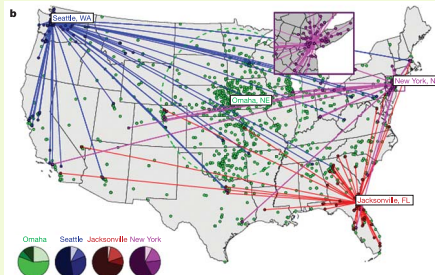 b
Seattle, WA
New York, N
Omaha, NE
Jacksonville, FL
Omaha Seattle Jacksonville New York